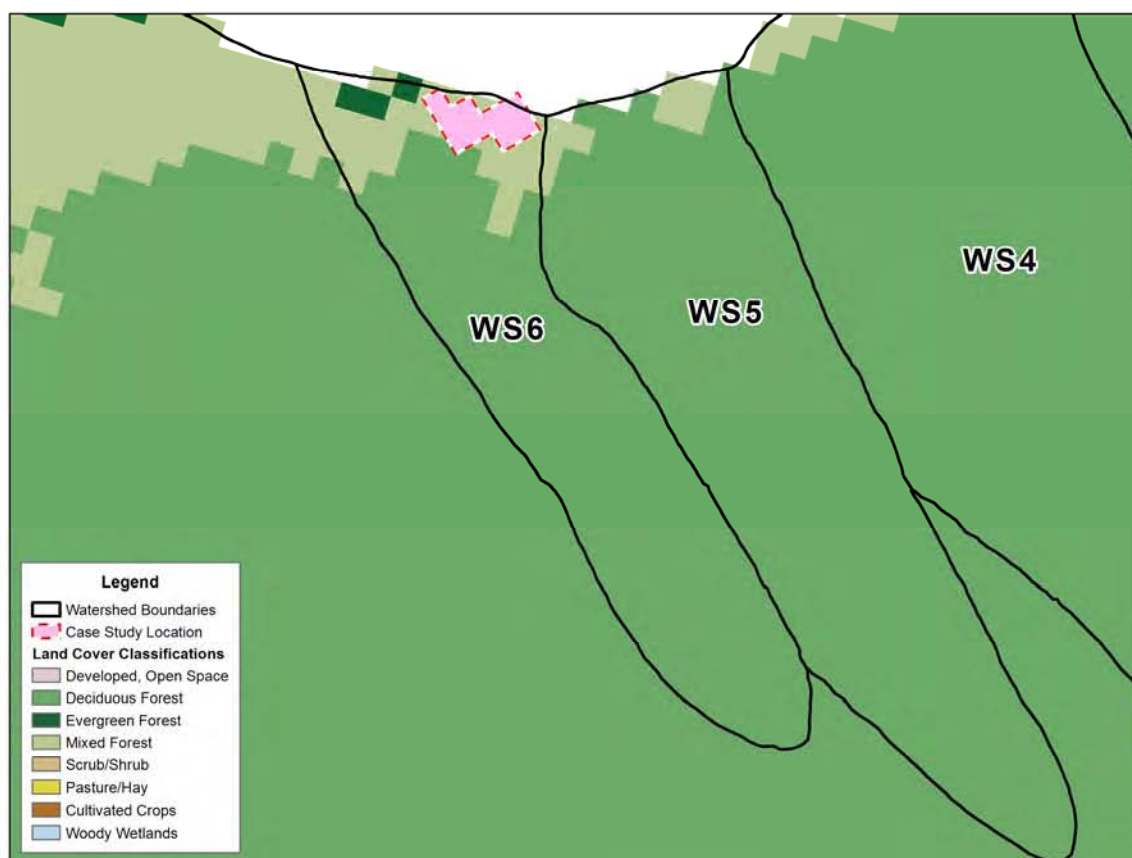 WS4
WS5
WS6
Legend
Watershed Boundaries
Case Study Location
Land Cover Classifications
Developed, Open Space
Deciduous Forest
Evergreen Forest
Mixed Forest
Scrub/Shrub
Pasture/Hay
Cultivated Crops
Woody Wetlands